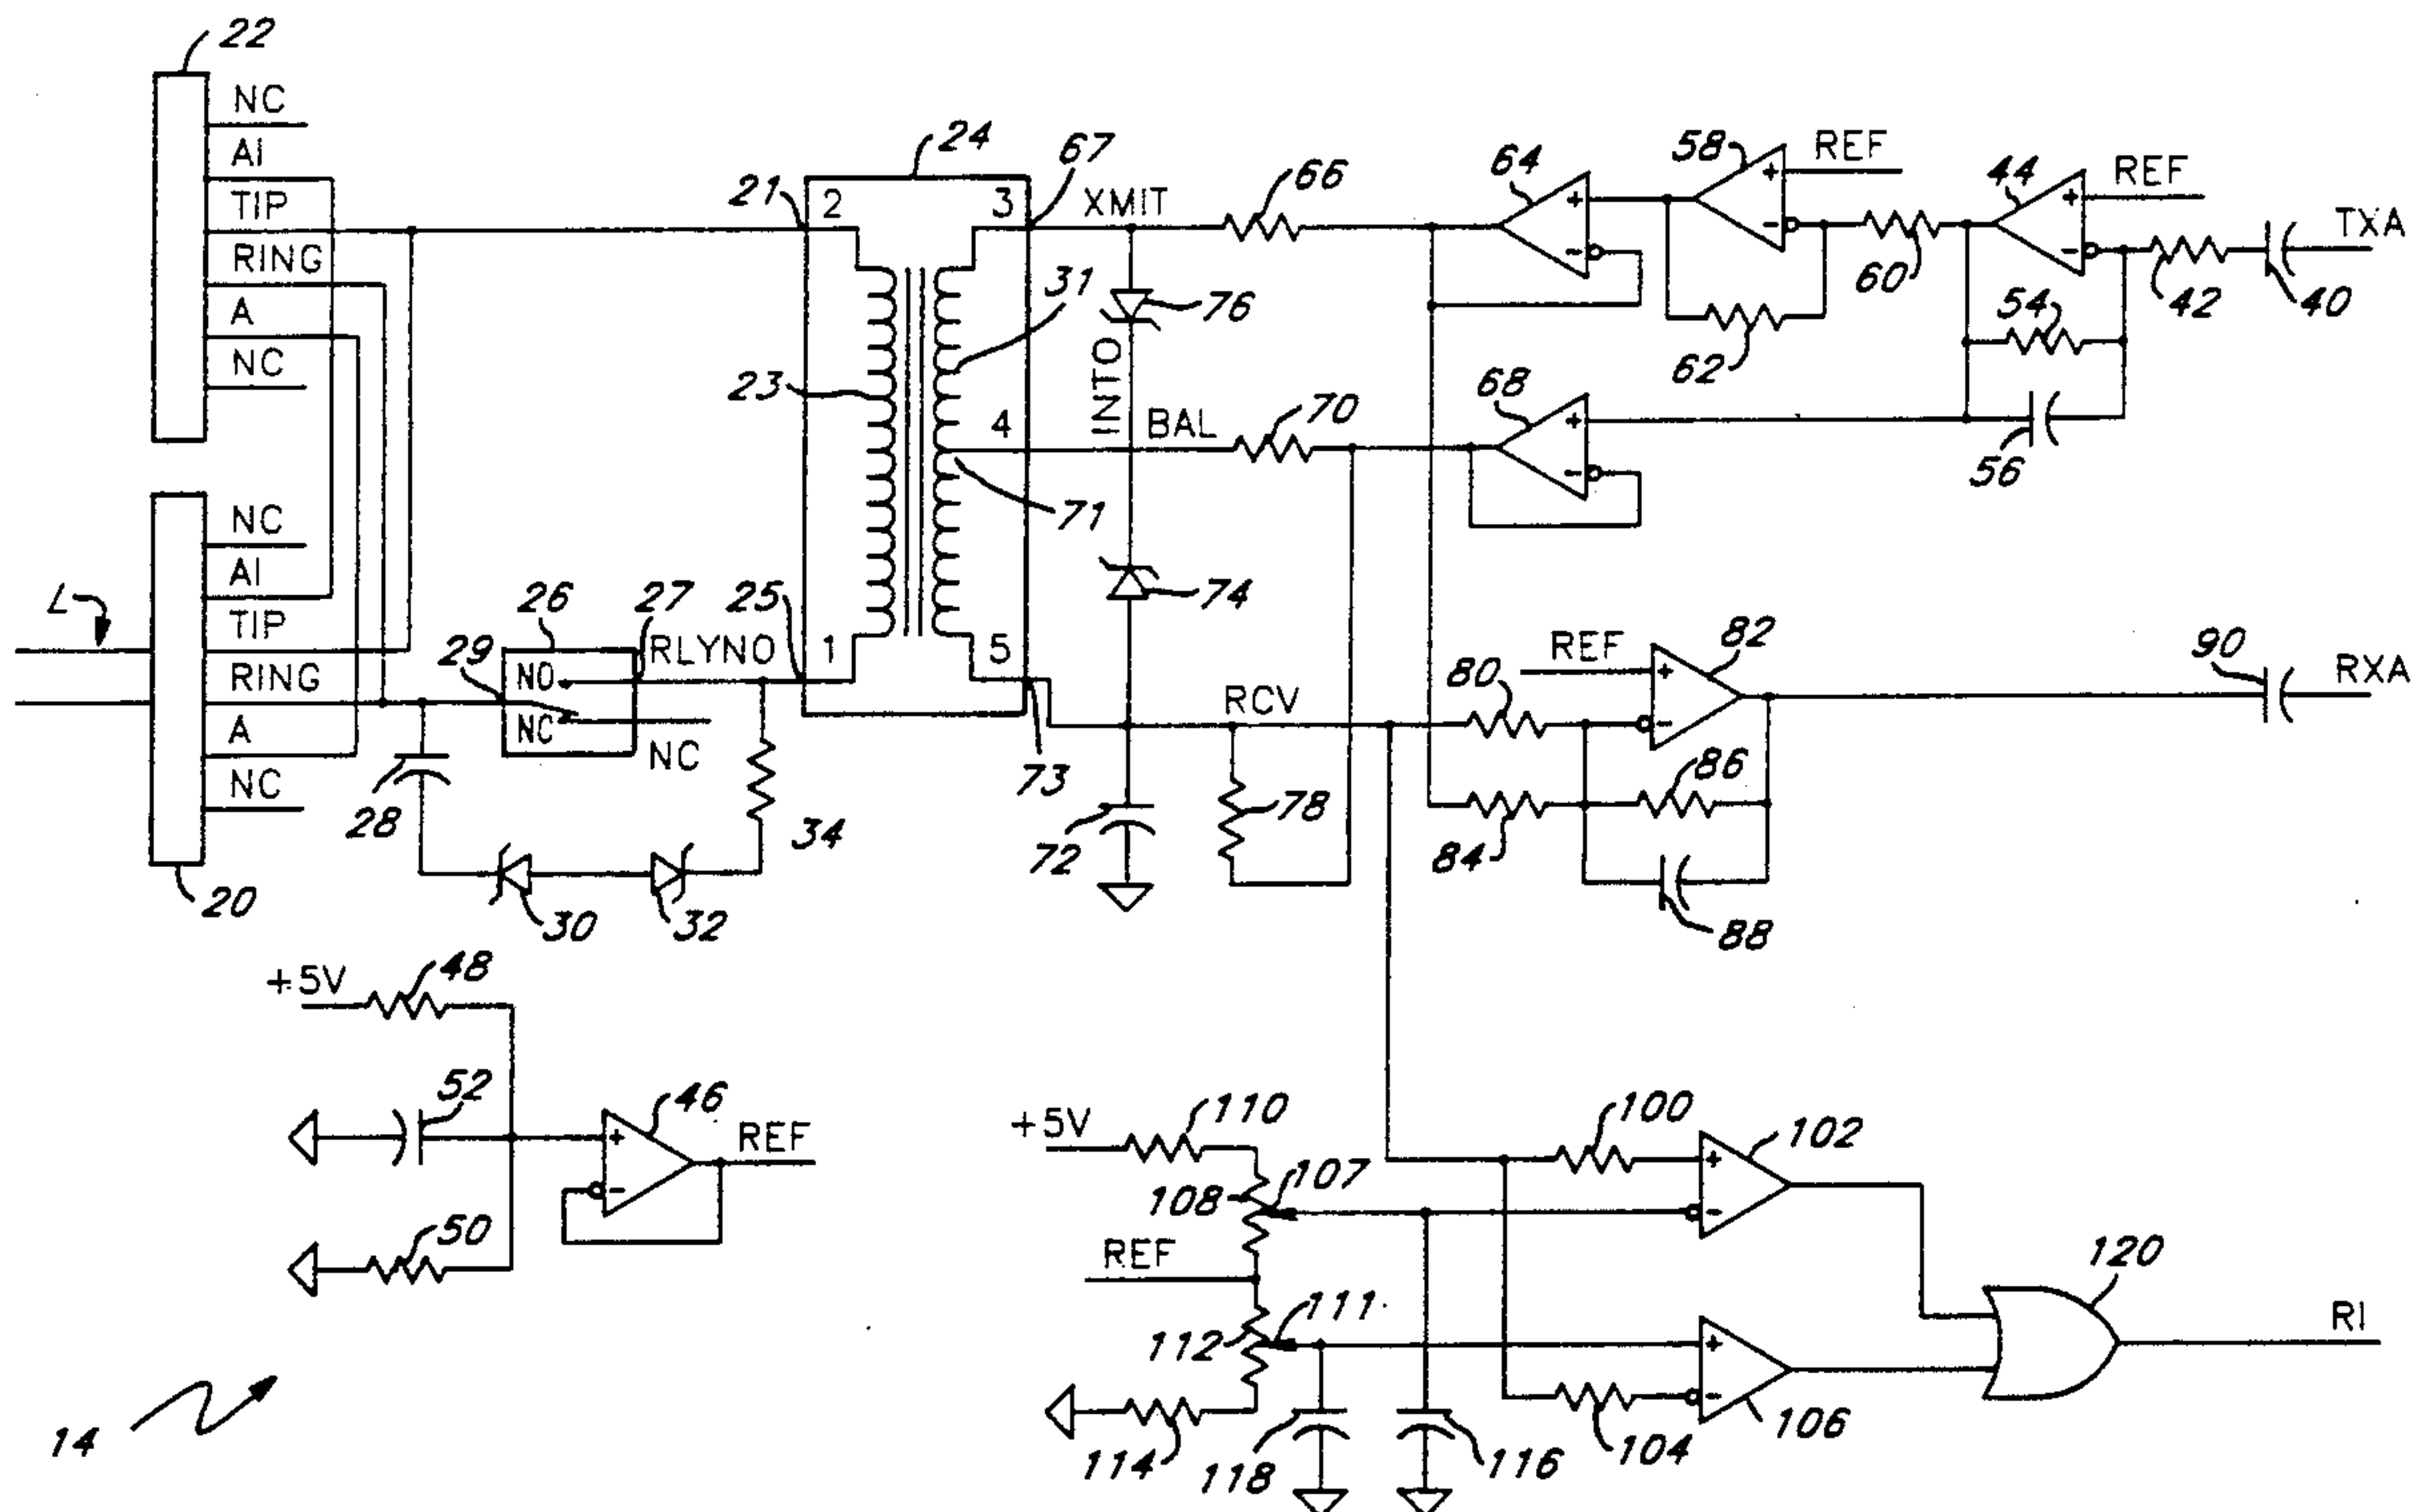 22
NC
A1
TIP
RING
A
NC
NC
A1
TIP
RING
A
NC
L
20
29
26
27
NO
NC
RLYNO
NC
28
30
32
34
24
21
2
3
67
XMIT
31
23
4
71
1
5
25
73
66
76
INTO
BAL
70
74
RCV
72
78
64
58
REF
44
REF
TXA
60
42
40
62
54
68
56
REF
82
90
RXA
80
86
84
88
+5V
48
52
46
REF
50
+5V
110
107
108
REF
112
111
114
118
116
100
102
104
106
120
RI
14
+
-
+
-
+
-
+
-
+
-
+
-
+
-
+
-